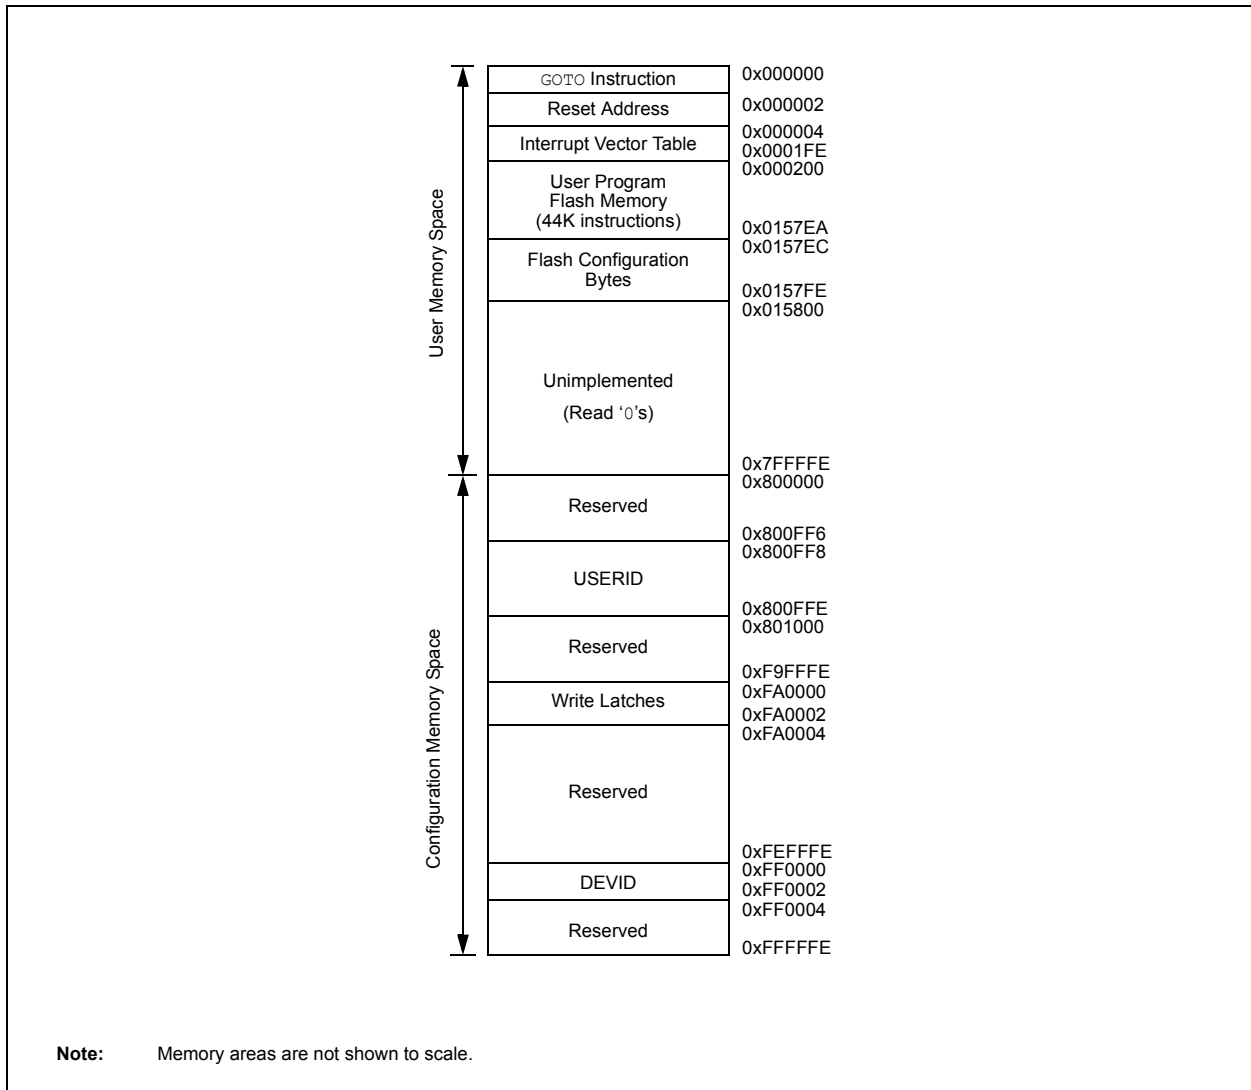 GOTO Instruction
0x000000
Reset Address
0x000002
Interrupt Vector Table
0x000004
0x0001FE
0x000200
User Program
Flash Memory
(44K instructions)
0x0157EA
0x0157EC
Flash Configuration
Bytes
0x0157FE
0x015800
User Memory Space
Unimplemented
(Read ‘0’s)
0x7FFFFE
0x800000
Reserved
0x800FF6
0x800FF8
USERID
0x800FFE
0x801000
Reserved
0xF9FFFE
0xFA0000
Write Latches
0xFA0002
0xFA0004
Configuration Memory Space
Reserved
0xFEFFFE
0xFF0000
DEVID
0xFF0002
0xFF0004
Reserved
0xFFFFFE
Note: Memory areas are not shown to scale.